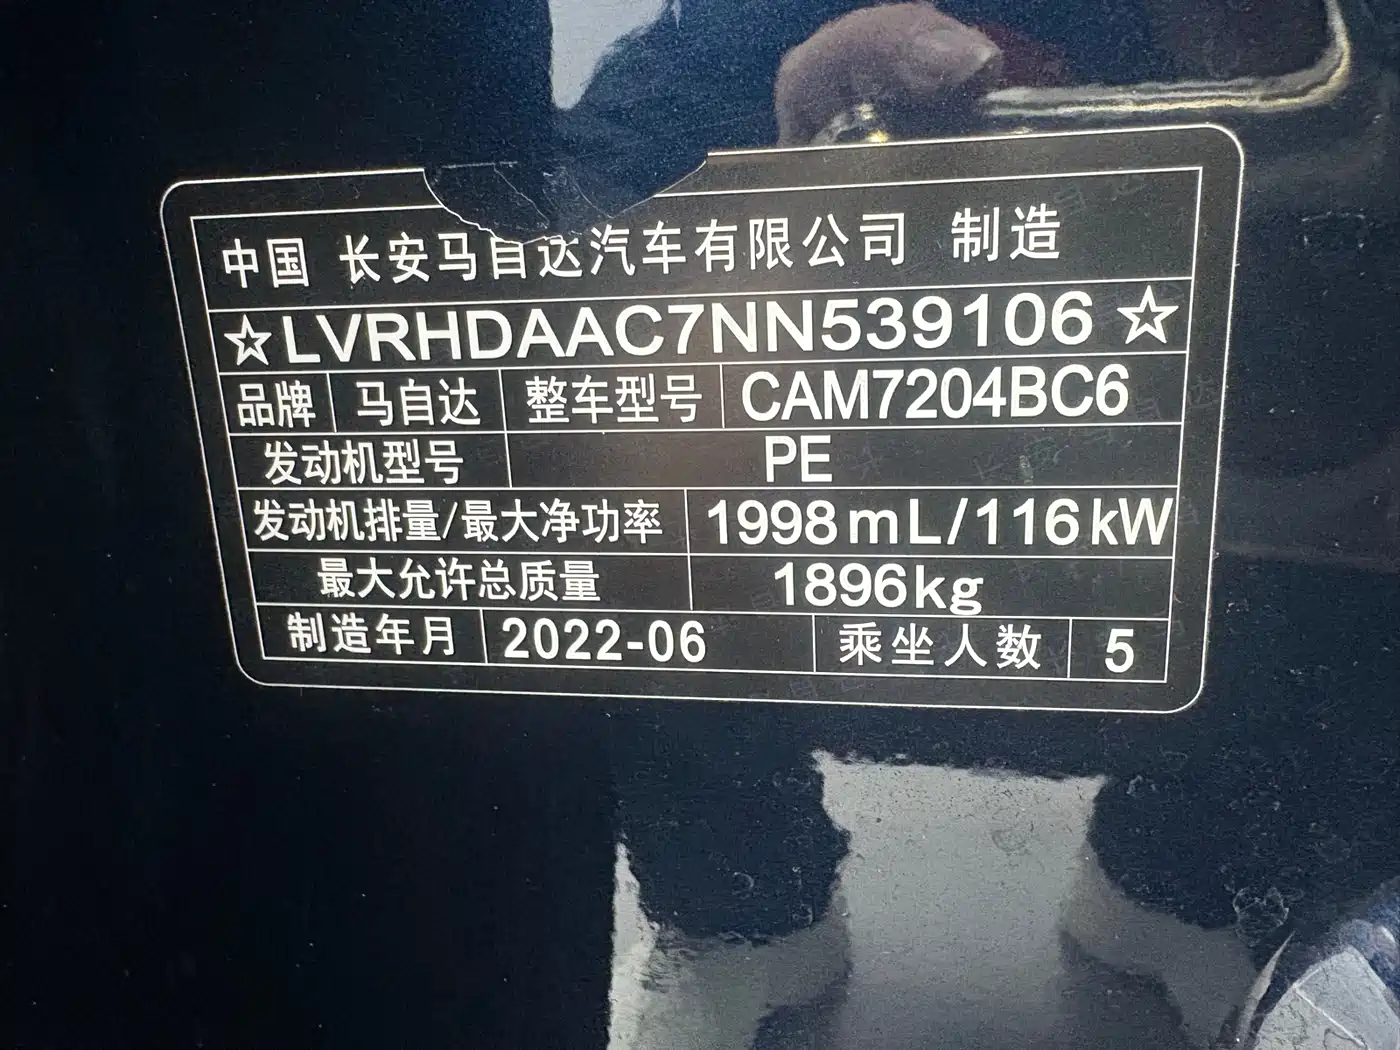 中国 长安马自达汽车有限公司 制造
☆LVRHDAAC7NN539106☆
品牌 马自达 整车型号 CAM7204BC6
发动机型号 PE
发动机排量/最大净功率 1998mL/116kW
最大允许总质量 1896kg
制造年月 2022-06 乘坐人数 5